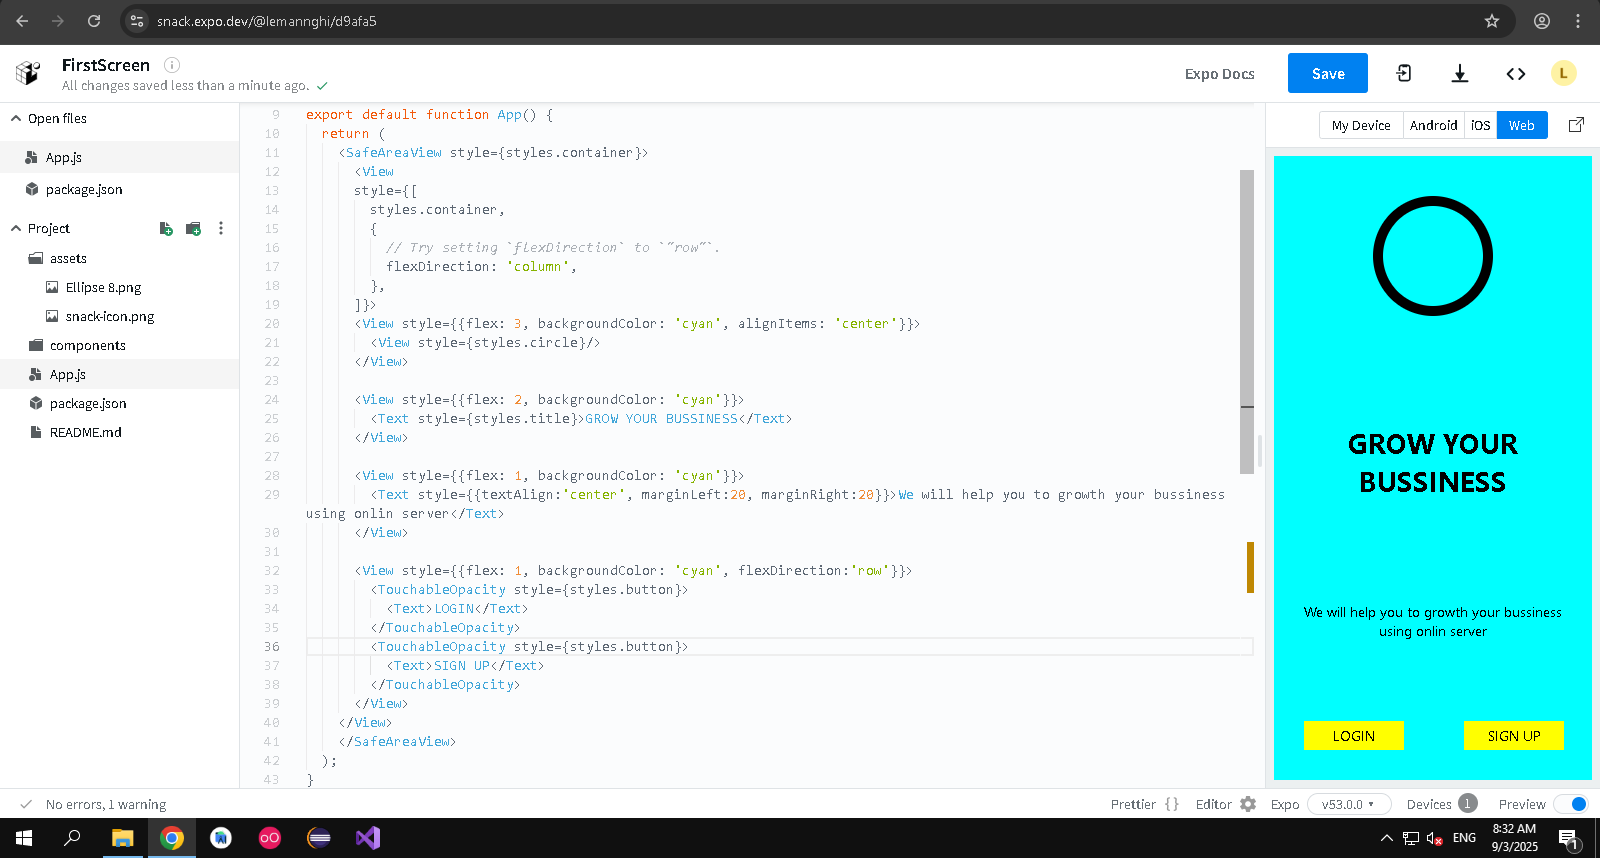 snack.expo.dev/@lemannghi/d9afa5
FirstScreen
All changes saved less than a minute ago.
Expo Docs
Save
L
Open files
App.js
package.json
Project
assets
Ellipse 8.png
snack-icon.png
components
App.js
package.json
README.md
9 export default function App() {
10 return (
11 <SafeAreaView style={styles.container}>
12 <View
13 style={[
14 styles.container,
15 {
16 // Try setting `flexDirection` to `"row"`.
17 flexDirection: 'column',
18 },
19 ]}>
20 <View style={{flex: 3, backgroundColor: 'cyan', alignItems: 'center'}}>
21 <View style={styles.circle}/>
22 </View>
23
24 <View style={{flex: 2, backgroundColor: 'cyan'}}>
25 <Text style={styles.title}>GROW YOUR BUSSINESS</Text>
26 </View>
27
28 <View style={{flex: 1, backgroundColor: 'cyan'}}>
29 <Text style={{textAlign:'center', marginLeft:20, marginRight:20}}>We will help you to growth your bussiness
using onlin server</Text>
30 </View>
31
32 <View style={{flex: 1, backgroundColor: 'cyan', flexDirection:'row'}}>
33 <TouchableOpacity style={styles.button}>
34 <Text>LOGIN</Text>
35 </TouchableOpacity>
36 <TouchableOpacity style={styles.button}>
37 <Text>SIGN UP</Text>
38 </TouchableOpacity>
39 </View>
40 </View>
41 </SafeAreaView>
42 );
43 }
My Device Android iOS Web
GROW YOUR
BUSSINESS
We will help you to growth your bussiness
using onlin server
LOGIN SIGN UP
No errors, 1 warning
Prettier {} Editor Expo v53.0.0 Devices 1 Preview
ENG
8:32 AM
9/3/2025
1